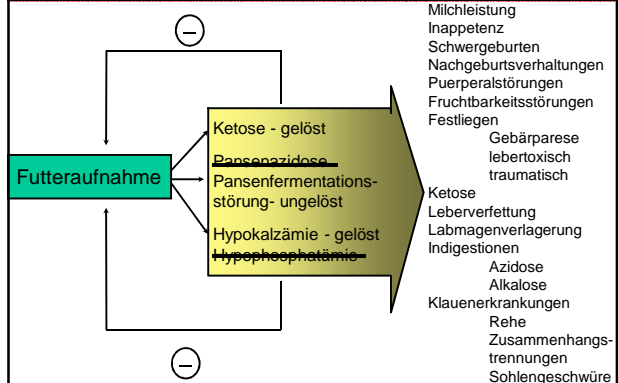 Futteraufnahme
−
−
Ketose - gelöst
Pansenazidose
Pansenfermentations-
störung- ungelöst
Hypokalzämie - gelöst
Hypophosphatämie
Milchleistung
Inappetenz
Schwergeburten
Nachgeburtsverhaltungen
Puerperalstörungen
Fruchtbarkeitsstörungen
Festliegen
Gebärparese
lebertoxisch
traumatisch
Ketose
Leberverfettung
Labmagenverlagerung
Indigestionen
Azidose
Alkalose
Klauenerkrankungen
Rehe
Zusammenhangs-
trennungen
Sohlengeschwüre